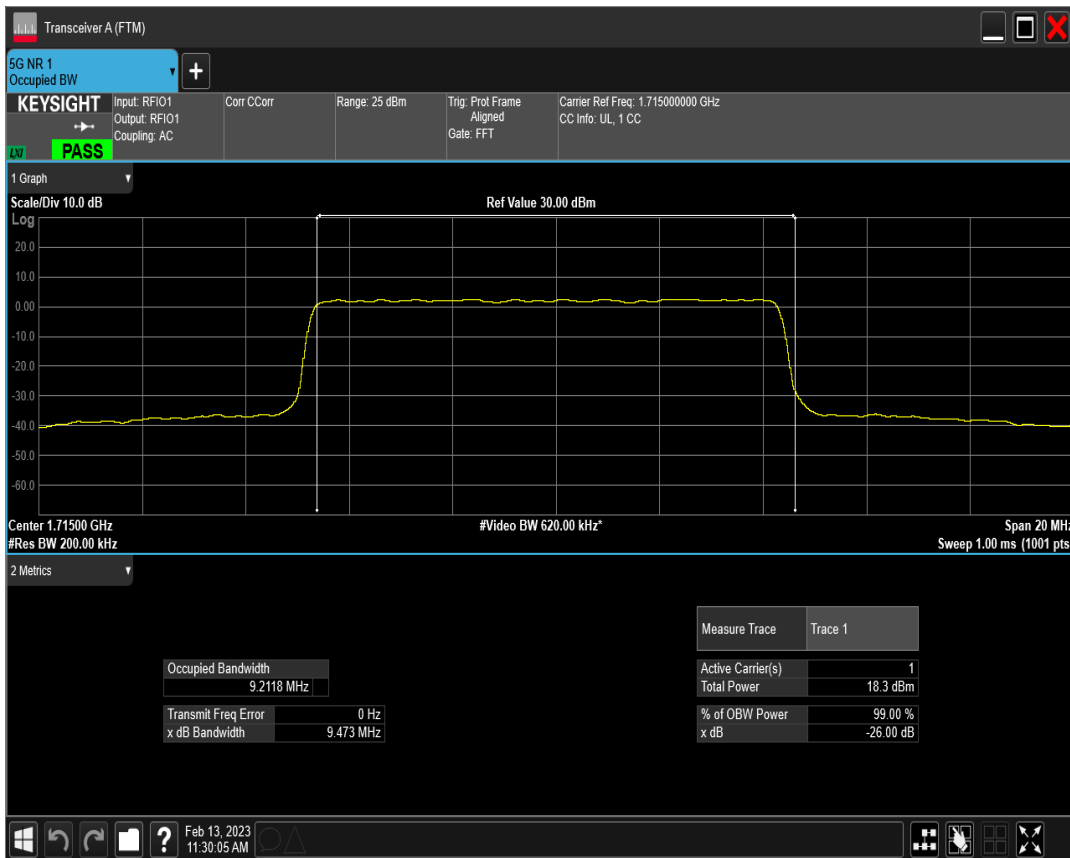 Transceiver A (FTM)
5G NR 1
Occupied BW
+
KEYSIGHT
LXI
PASS
Input: RFIO1
Output: RFIO1
Coupling: AC
Corr CCorr
Range: 25 dBm
Trig: Prot Frame
Aligned
Gate: FFT
Carrier Ref Freq: 1.715000000 GHz
CC Info: UL, 1 CC
1 Graph
Scale/Div 10.0 dB
Ref Value 30.00 dBm
Log
20.0
10.0
0.00
-10.0
-20.0
-30.0
-40.0
-50.0
-60.0
Center 1.71500 GHz
#Video BW 620.00 kHz*
Span 20 MHz
#Res BW 200.00 kHz
Sweep 1.00 ms (1001 pts
2 Metrics
Measure Trace Trace 1
Occupied Bandwidth
9.2118 MHz
Active Carrier(s) 1
Total Power 18.3 dBm
Transmit Freq Error 0 Hz
x dB Bandwidth 9.473 MHz
% of OBW Power 99.00 %
x dB -26.00 dB
?
Feb 13, 2023
11:30:05 AM